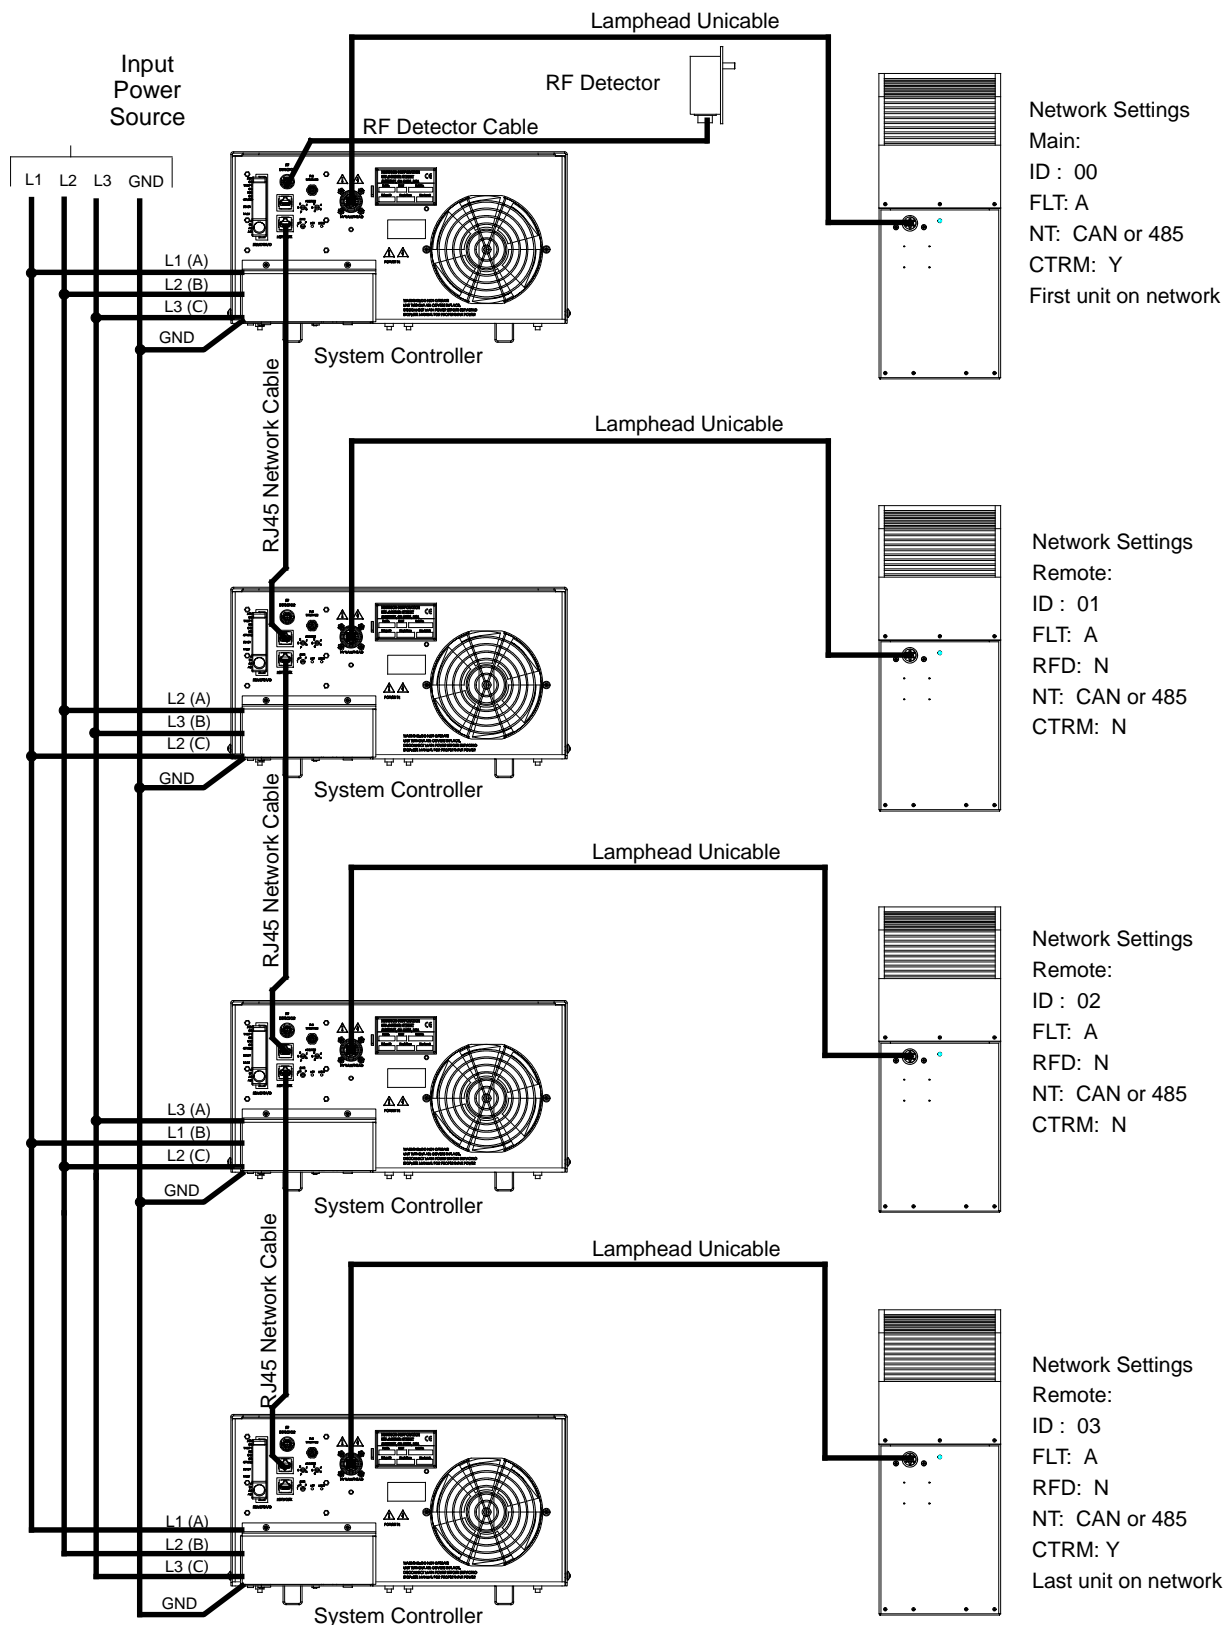 Lamphead Unicable
Input
Power
Source
RF Detector
RF Detector Cable
L1 L2 L3 GND
Network Settings
Main:
ID : 00
FLT: A
NT: CAN or 485
CTRM: Y
First unit on network
L1 (A)
L2 (B)
L3 (C)
GND
System Controller
RJ45 Network Cable
Lamphead Unicable
Network Settings
Remote:
ID : 01
FLT: A
RFD: N
NT: CAN or 485
CTRM: N
L2 (A)
L3 (B)
L2 (C)
GND
System Controller
RJ45 Network Cable
Lamphead Unicable
Network Settings
Remote:
ID : 02
FLT: A
RFD: N
NT: CAN or 485
CTRM: N
L3 (A)
L1 (B)
L2 (C)
GND
System Controller
RJ45 Network Cable
Lamphead Unicable
Network Settings
Remote:
ID : 03
FLT: A
RFD: N
NT: CAN or 485
CTRM: Y
Last unit on network
L1 (A)
L2 (B)
L3 (C)
GND
System Controller